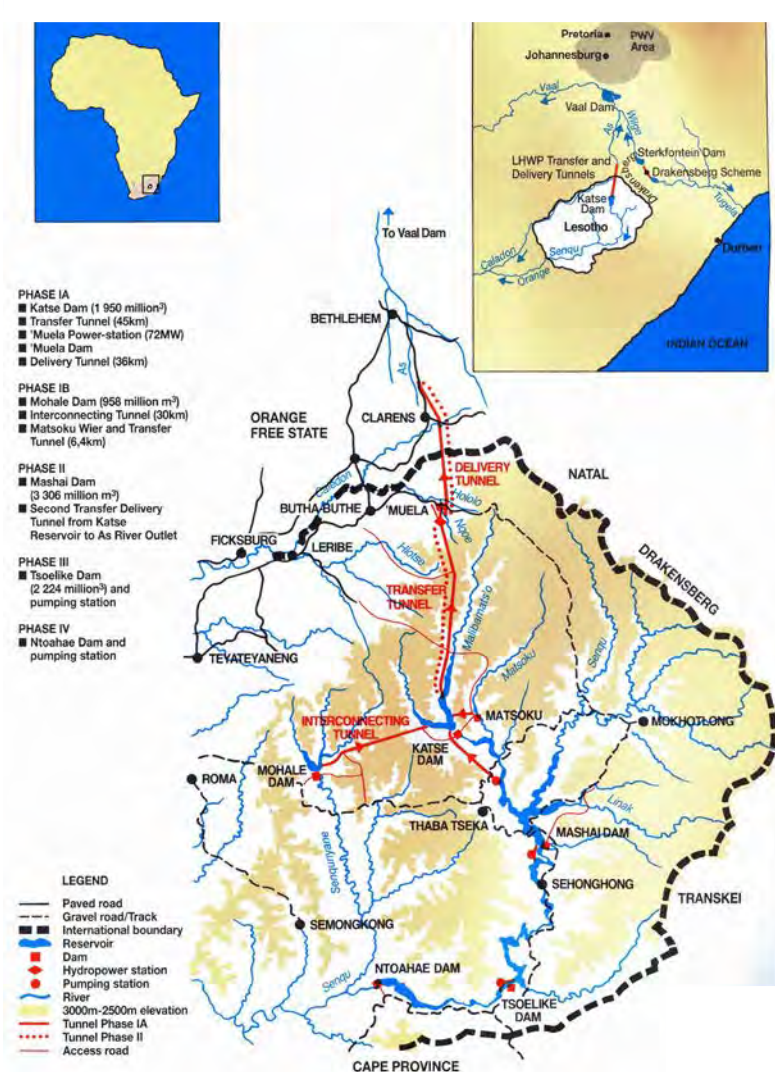 Pretoria
PWV
Area
Johannesburg
Vaal
Vaal Dam
As
Wilge
Sterkfontein Dam
LHWP Transfer and
Delivery Tunnels
Drakensberg
Drakensberg Scheme
Tugela
Katse
Dam
Lesotho
Senqu
Caledon
Orange
Durban
INDIAN OCEAN
To Vaal Dam
PHASE IA
Katse Dam (1 950 million³)
Transfer Tunnel (45km)
'Muela Power-station (72MW)
'Muela Dam
Delivery Tunnel (36km)
PHASE IB
Mohale Dam (958 million m³)
Interconnecting Tunnel (30km)
Matsoku Wier and Transfer
Tunnel (6,4km)
PHASE II
Mashai Dam
(3 306 million m³)
Second Transfer Delivery
Tunnel from Katse
Reservoir to As River Outlet
PHASE III
Tsoelike Dam
(2 224 million³) and
pumping station
PHASE IV
Ntoahae Dam and
pumping station
BETHLEHEM
As
CLARENS
ORANGE
FREE STATE
DELIVERY
TUNNEL
NATAL
Caledon
Hololo
BUTHA-BUTHE
'MUELA
Nqoe
FICKSBURG
LERIBE
Hlotse
DRAKENSBERG
TRANSFER
TUNNEL
Malibamats'o
Senqu
TEYATEYANENG
Matsoku
INTERCONNECTING
TUNNEL
MATSOKU
MOKHOTLONG
KATSE
DAM
ROMA
MOHALE
DAM
Linak
THABA TSEKA
MASHAI DAM
Senqunyane
SEHONGHONG
TRANSKEI
SEMONGKONG
NTOAHAE DAM
Senqu
TSOELIKE
DAM
CAPE PROVINCE
LEGEND
Paved road
Gravel road/Track
International boundary
Reservoir
Dam
Hydropower station
Pumping station
River
3000m-2500m elevation
Tunnel Phase IA
Tunnel Phase II
Access road